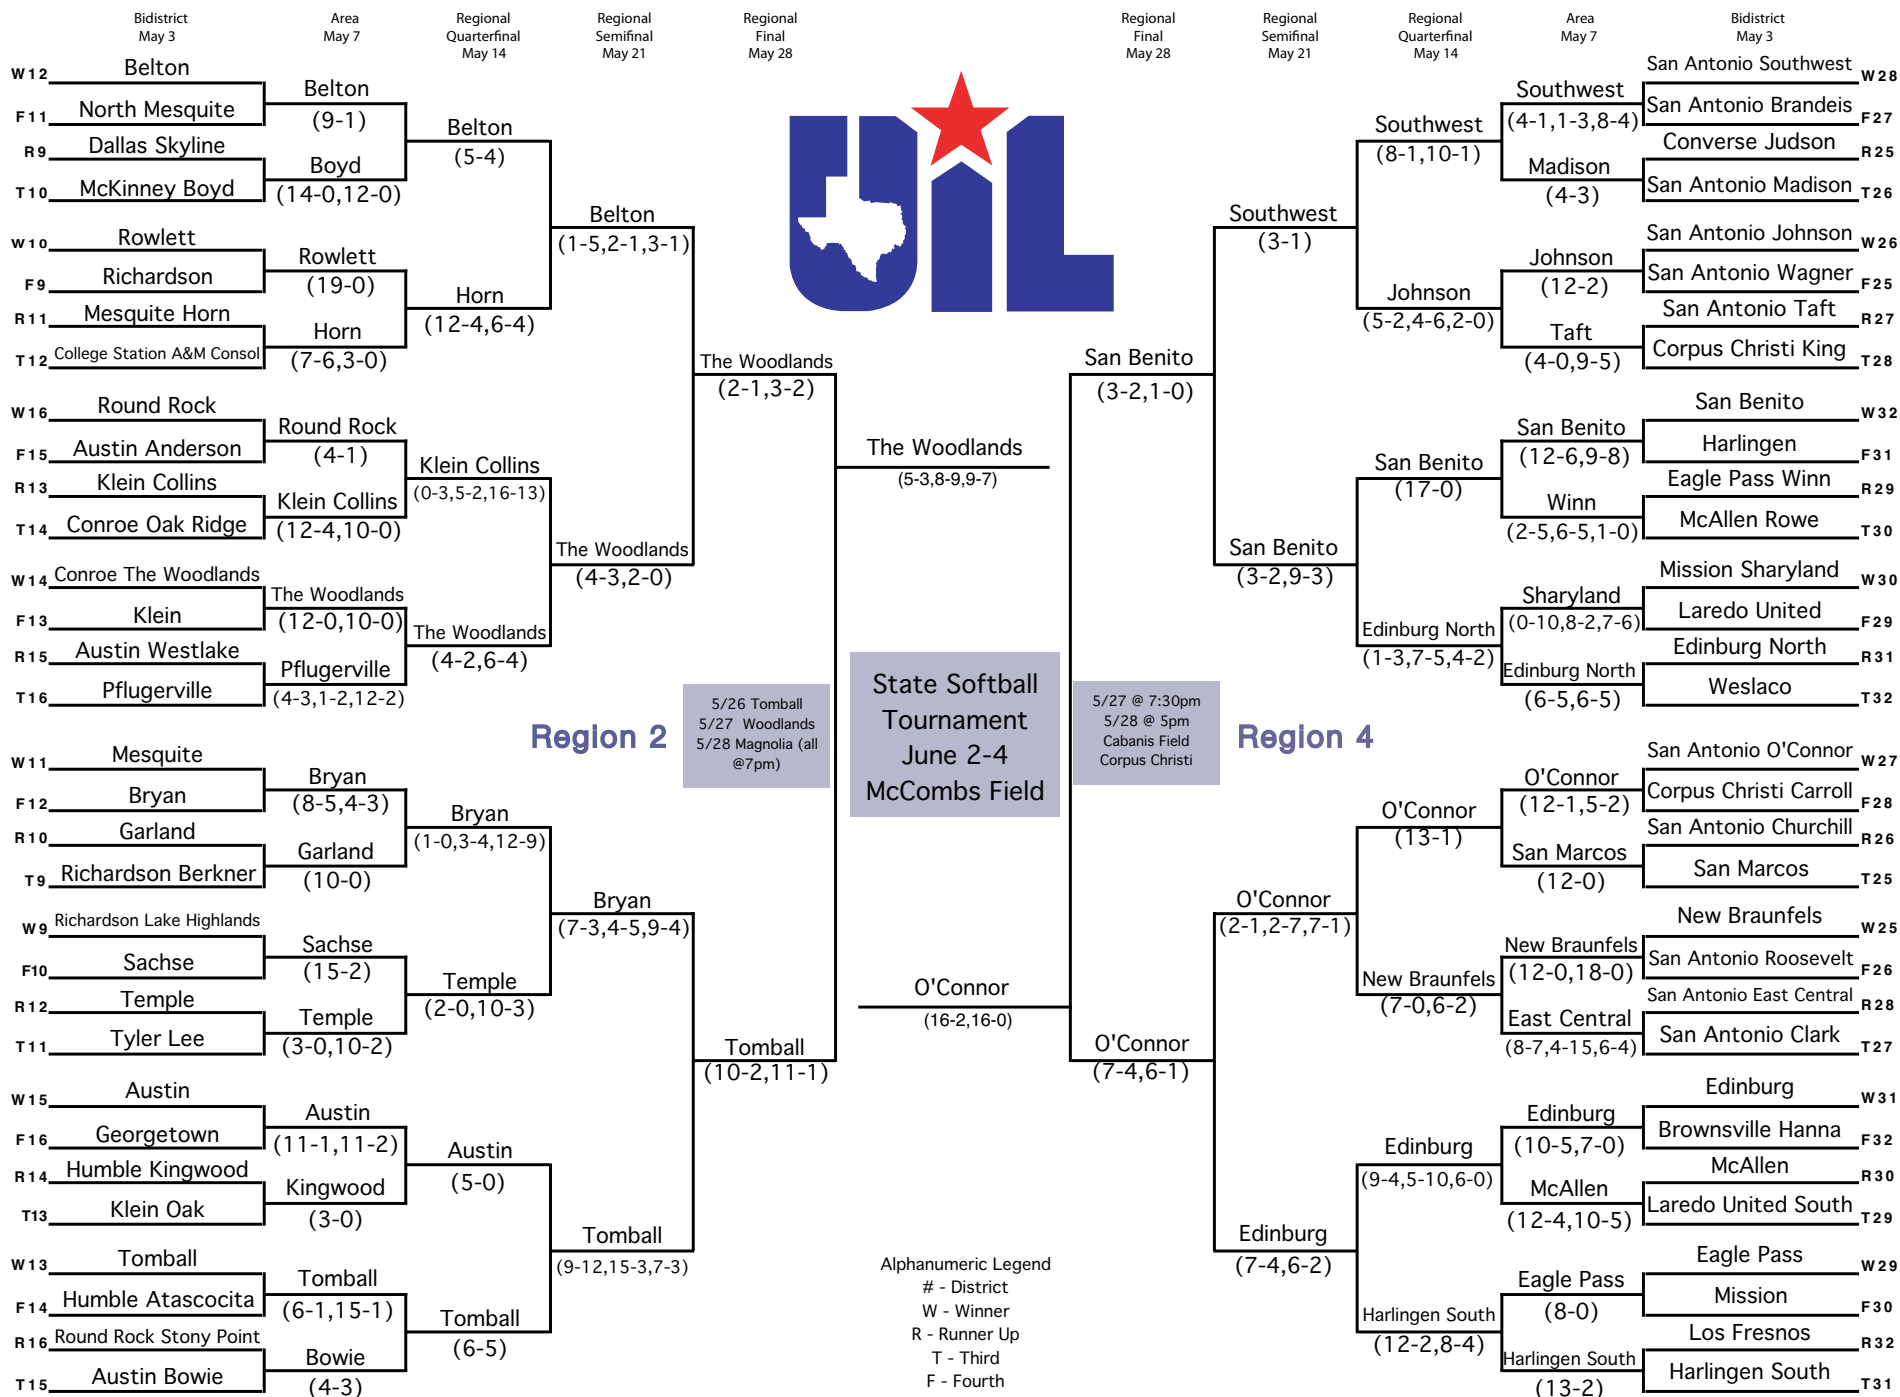 Bidistrict
May 3
Area
May 7
Regional
Quarterfinal
May 14
Regional
Semifinal
May 21
Regional
Final
May 28
Regional
Final
May 28
Regional
Semifinal
May 21
Regional
Quarterfinal
May 14
Area
May 7
Bidistrict
May 3
W12 Belton
F11 North Mesquite
R9 Dallas Skyline
T10 McKinney Boyd
W10 Rowlett
F9 Richardson
R11 Mesquite Horn
T12 College Station A&M Consol
W16 Round Rock
F15 Austin Anderson
R13 Klein Collins
T14 Conroe Oak Ridge
W14 Conroe The Woodlands
F13 Klein
R15 Austin Westlake
T16 Pflugerville
W11 Mesquite
F12 Bryan
R10 Garland
T9 Richardson Berkner
W9 Richardson Lake Highlands
F10 Sachse
R12 Temple
T11 Tyler Lee
W15 Austin
F16 Georgetown
R14 Humble Kingwood
T13 Klein Oak
W13 Tomball
F14 Humble Atascocita
R16 Round Rock Stony Point
T15 Austin Bowie
Belton
(9-1)
Boyd
(14-0,12-0)
Rowlett
(19-0)
Horn
(7-6,3-0)
Round Rock
(4-1)
Klein Collins
(12-4,10-0)
The Woodlands
(12-0,10-0)
Pflugerville
(4-3,1-2,12-2)
Bryan
(8-5,4-3)
Garland
(10-0)
Sachse
(15-2)
Temple
(3-0,10-2)
Austin
(11-1,11-2)
Kingwood
(3-0)
Tomball
(6-1,15-1)
Bowie
(4-3)
Belton
(5-4)
Horn
(12-4,6-4)
Klein Collins
(0-3,5-2,16-13)
The Woodlands
(4-2,6-4)
Bryan
(1-0,3-4,12-9)
Temple
(2-0,10-3)
Austin
(5-0)
Tomball
(6-5)
Belton
(1-5,2-1,3-1)
The Woodlands
(4-3,2-0)
Bryan
(7-3,4-5,9-4)
Tomball
(9-12,15-3,7-3)
The Woodlands
(2-1,3-2)
Tomball
(10-2,11-1)
Region 2
5/26 Tomball
5/27 Woodlands
5/28 Magnolia (all
@7pm)
UIL
The Woodlands
(5-3,8-9,9-7)
State Softball
Tournament
June 2-4
McCombs Field
O'Connor
(16-2,16-0)
Alphanumeric Legend
# - District
W - Winner
R - Runner Up
T - Third
F - Fourth
5/27 @ 7:30pm
5/28 @ 5pm
Cabanis Field
Corpus Christi
Region 4
San Benito
(3-2,1-0)
O'Connor
(7-4,6-1)
Southwest
(3-1)
San Benito
(3-2,9-3)
O'Connor
(2-1,2-7,7-1)
Edinburg
(7-4,6-2)
Southwest
(8-1,10-1)
Johnson
(5-2,4-6,2-0)
San Benito
(17-0)
Edinburg North
(1-3,7-5,4-2)
O'Connor
(13-1)
New Braunfels
(7-0,6-2)
Edinburg
(9-4,5-10,6-0)
Harlingen South
(12-2,8-4)
Southwest
(4-1,1-3,8-4)
Madison
(4-3)
Johnson
(12-2)
Taft
(4-0,9-5)
San Benito
(12-6,9-8)
Winn
(2-5,6-5,1-0)
Sharyland
(0-10,8-2,7-6)
Edinburg North
(6-5,6-5)
O'Connor
(12-1,5-2)
San Marcos
(12-0)
New Braunfels
(12-0,18-0)
East Central
(8-7,4-15,6-4)
Edinburg
(10-5,7-0)
McAllen
(12-4,10-5)
Eagle Pass
(8-0)
Harlingen South
(13-2)
San Antonio Southwest W28
San Antonio Brandeis F27
Converse Judson R25
San Antonio Madison T26
San Antonio Johnson W26
San Antonio Wagner F25
San Antonio Taft R27
Corpus Christi King T28
San Benito W32
Harlingen F31
Eagle Pass Winn R29
McAllen Rowe T30
Mission Sharyland W30
Laredo United F29
Edinburg North R31
Weslaco T32
San Antonio O'Connor W27
Corpus Christi Carroll F28
San Antonio Churchill R26
San Marcos T25
New Braunfels W25
San Antonio Roosevelt F26
San Antonio East Central R28
San Antonio Clark T27
Edinburg W31
Brownsville Hanna F32
McAllen R30
Laredo United South T29
Eagle Pass W29
Mission F30
Los Fresnos R32
Harlingen South T31